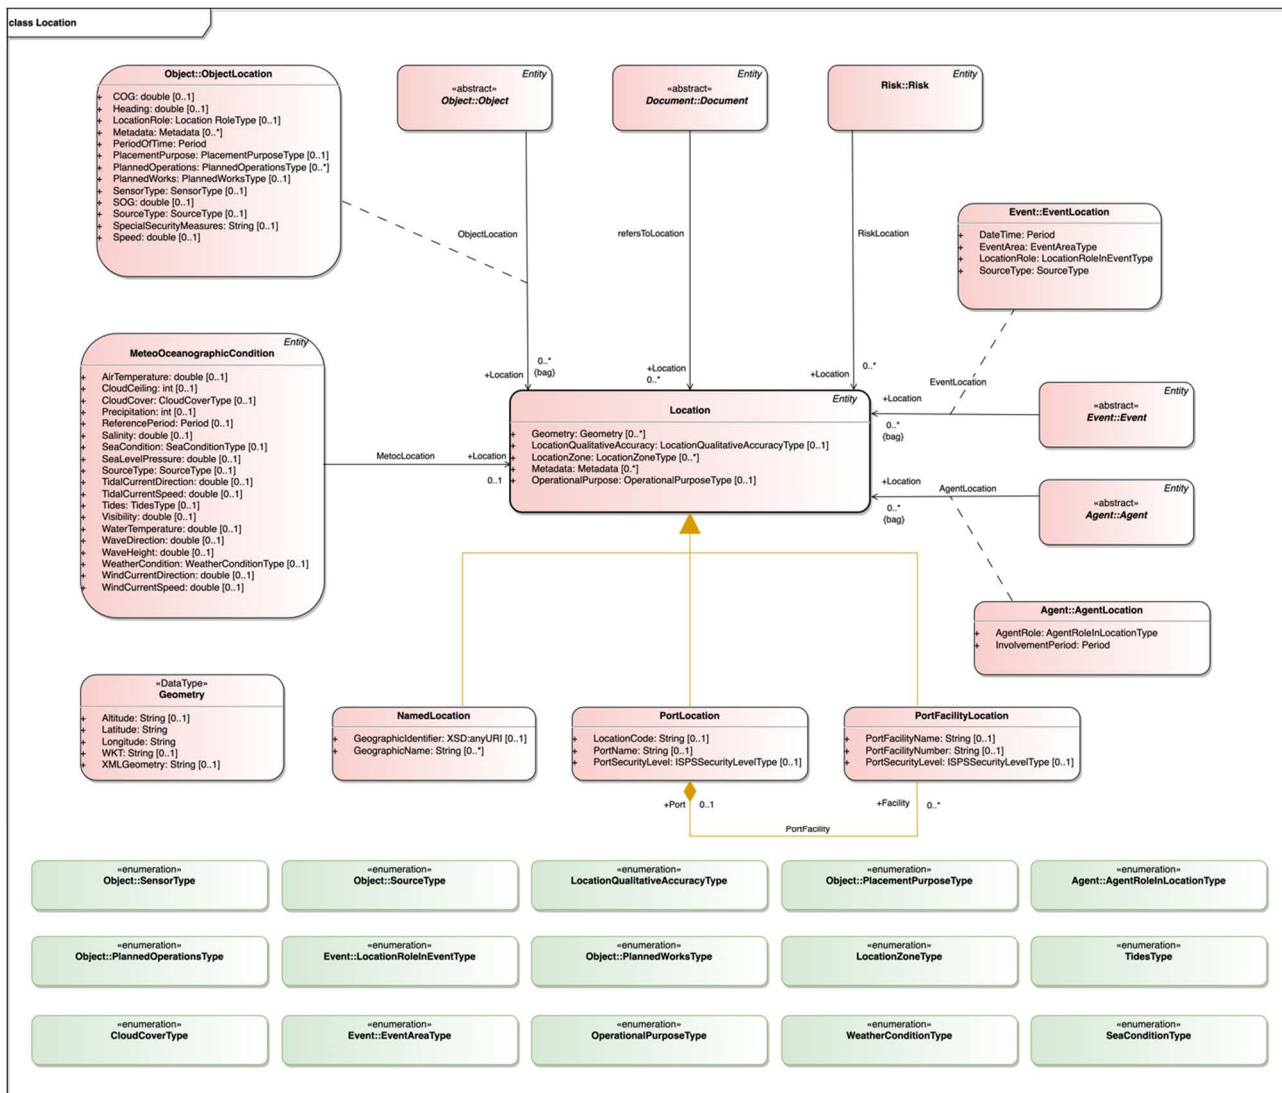 class Location
Object::ObjectLocation
+ COG: double [0..1]
+ Heading: double [0..1]
+ LocationRole: Location RoleType [0..1]
+ Metadata: Metadata [0..*]
+ PeriodOfTime: Period
+ PlacementPurpose: PlacementPurposeType [0..1]
+ PlannedOperations: PlannedOperationsType [0..*]
+ PlannedWorks: PlannedWorksType [0..1]
+ SensorType: SensorType [0..1]
+ SOG: double [0..1]
+ SourceType: SourceType [0..1]
+ SpecialSecurityMeasures: String [0..1]
+ Speed: double [0..1]
Entity
«abstract»
Object::Object
Entity
«abstract»
Document::Document
Entity
Risk::Risk
ObjectLocation
refersToLocation
RiskLocation
Event::EventLocation
+ DateTime: Period
+ EventArea: EventAreaType
+ LocationRole: LocationRoleInEventType
+ SourceType: SourceType
Entity
MeteoOceanographicCondition
+ AirTemperature: double [0..1]
+ CloudCeiling: int [0..1]
+ CloudCover: CloudCoverType [0..1]
+ Precipitation: int [0..1]
+ ReferencePeriod: Period [0..1]
+ Salinity: double [0..1]
+ SeaCondition: SeaConditionType [0.1]
+ SeaLevelPressure: double [0..1]
+ SourceType: SourceType [0..1]
+ TidalCurrentDirection: double [0..1]
+ TidalCurrentSpeed: double [0..1]
+ Tides: TidesType [0..1]
+ Visibility: double [0..1]
+ WaterTemperature: double [0..1]
+ WaveDirection: double [0..1]
+ WaveHeight: double [0..1]
+ WeatherCondition: WeatherConditionType [0..1]
+ WindCurrentDirection: double [0..1]
+ WindCurrentSpeed: double [0..1]
0..*
{bag}
+Location
+Location
0..*
0..*
+Location
EventLocation
+Location
0..*
{bag}
Entity
«abstract»
Event::Event
Entity
Location
+ Geometry: Geometry [0..*]
+ LocationQualitativeAccuracy: LocationQualitativeAccuracyType [0..1]
+ LocationZone: LocationZoneType [0..*]
+ Metadata: Metadata [0.*]
+ OperationalPurpose: OperationalPurposeType [0..1]
MetocLocation
+Location
0..1
+Location
AgentLocation
0..*
{bag}
Entity
«abstract»
Agent::Agent
Agent::AgentLocation
+ AgentRole: AgentRoleInLocationType
+ InvolvementPeriod: Period
«DataType»
Geometry
+ Altitude: String [0..1]
+ Latitude: String
+ Longitude: String
+ WKT: String [0..1]
+ XMLGeometry: String [0..1]
NamedLocation
+ GeographicIdentifier: XSD:anyURI [0..1]
+ GeographicName: String [0..*]
PortLocation
+ LocationCode: String [0..1]
+ PortName: String [0..1]
+ PortSecurityLevel: ISPSSecurityLevelType [0..1]
PortFacilityLocation
+ PortFacilityName: String [0..1]
+ PortFacilityNumber: String [0..1]
+ PortSecurityLevel: ISPSSecurityLevelType [0..1]
+Port 0..1
+Facility 0..*
PortFacility
«enumeration»
Object::SensorType
«enumeration»
Object::SourceType
«enumeration»
LocationQualitativeAccuracyType
«enumeration»
Object::PlacementPurposeType
«enumeration»
Agent::AgentRoleInLocationType
«enumeration»
Object::PlannedOperationsType
«enumeration»
Event::LocationRoleInEventType
«enumeration»
Object::PlannedWorksType
«enumeration»
LocationZoneType
«enumeration»
TidesType
«enumeration»
CloudCoverType
«enumeration»
Event::EventAreaType
«enumeration»
OperationalPurposeType
«enumeration»
WeatherConditionType
«enumeration»
SeaConditionType